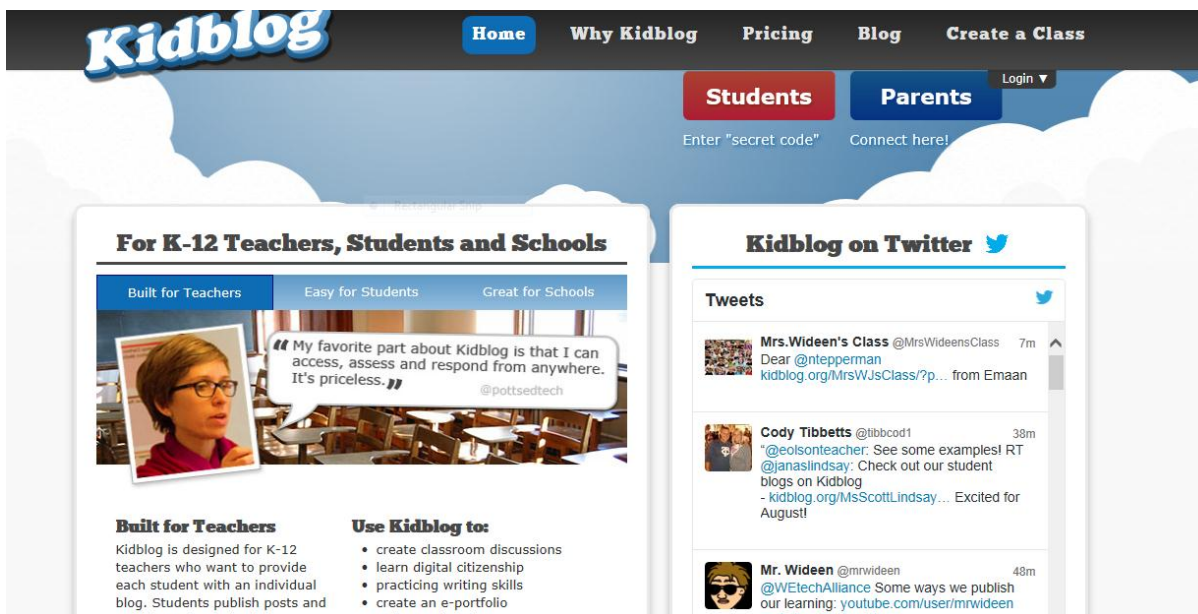 Kidblog
Home Why Kidblog Pricing Blog Create a Class
Login ▼
Students Parents
Enter "secret code" Connect here!
Rectangular Snip
For K-12 Teachers, Students and Schools
Built for Teachers Easy for Students Great for Schools
“ My favorite part about Kidblog is that I can
access, assess and respond from anywhere.
It's priceless. ”
@pottsedtech
Built for Teachers
Kidblog is designed for K-12
teachers who want to provide
each student with an individual
blog. Students publish posts and
Use Kidblog to:
• create classroom discussions
• learn digital citizenship
• practicing writing skills
• create an e-portfolio
Kidblog on Twitter
Tweets
Mrs.Wideen's Class @MrsWideensClass 7m
Dear @ntepperman
kidblog.org/MrsWJsClass/?p… from Emaan
Cody Tibbetts @tibbcod1 38m
"@eolsonteacher: See some examples! RT
@janaslindsay: Check out our student
blogs on Kidblog
- kidblog.org/MsScottLindsay… Excited for
August!
Mr. Wideen @mrwideen 48m
@WEtechAlliance Some ways we publish
our learning: youtube.com/user/mrwideen